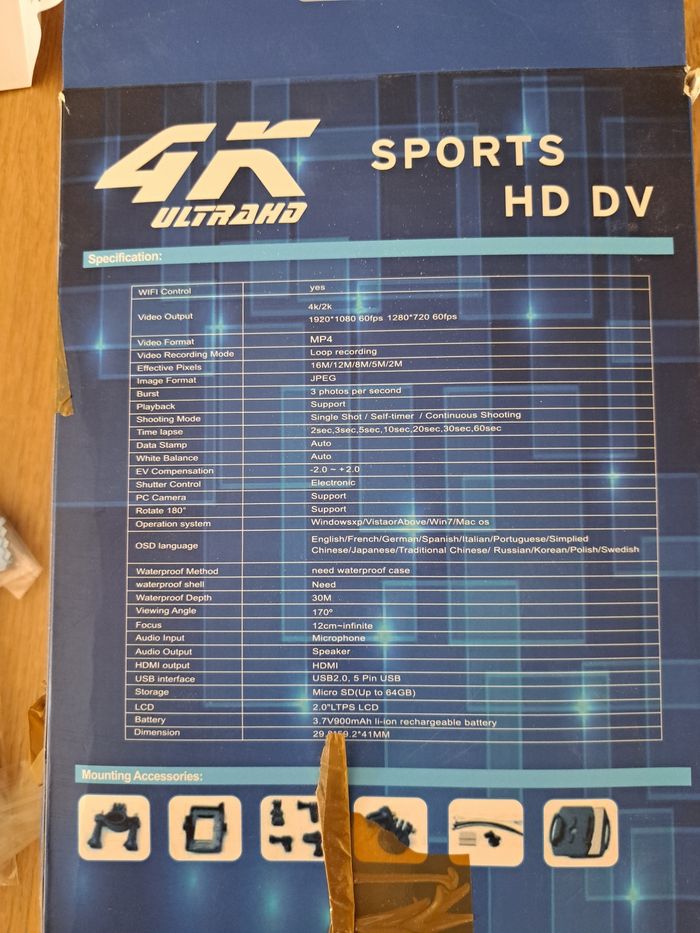 4K
ULTRAHD
SPORTS
HD DV
Specification:
WIFI Control yes
Video Output 4k/2k
1920*1080 60fps 1280*720 60fps
Video Format MP4
Video Recording Mode Loop recording
Effective Pixels 16M/12M/8M/5M/2M
Image Format JPEG
Burst 3 photos per second
Playback Support
Shooting Mode Single Shot / Self-timer / Continuous Shooting
Time lapse 2sec,3sec,5sec,10sec,20sec,30sec,60sec
Data Stamp Auto
White Balance Auto
EV Compensation -2.0 ~ +2.0
Shutter Control Electronic
PC Camera Support
Rotate 180° Support
Operation system Windowsxp/VistaorAbove/Win7/Mac os
OSD language English/French/German/Spanish/Italian/Portuguese/Simplied
Chinese/Japanese/Traditional Chinese/ Russian/Korean/Polish/Swedish
Waterproof Method need waterproof case
waterproof shell Need
Waterproof Depth 30M
Viewing Angle 170º
Focus 12cm~infinite
Audio Input Microphone
Audio Output Speaker
HDMI output HDMI
USB interface USB2.0, 5 Pin USB
Storage Micro SD(Up to 64GB)
LCD 2.0"LTPS LCD
Battery 3.7V900mAh li-ion rechargeable battery
Dimension
Mounting Accessories: